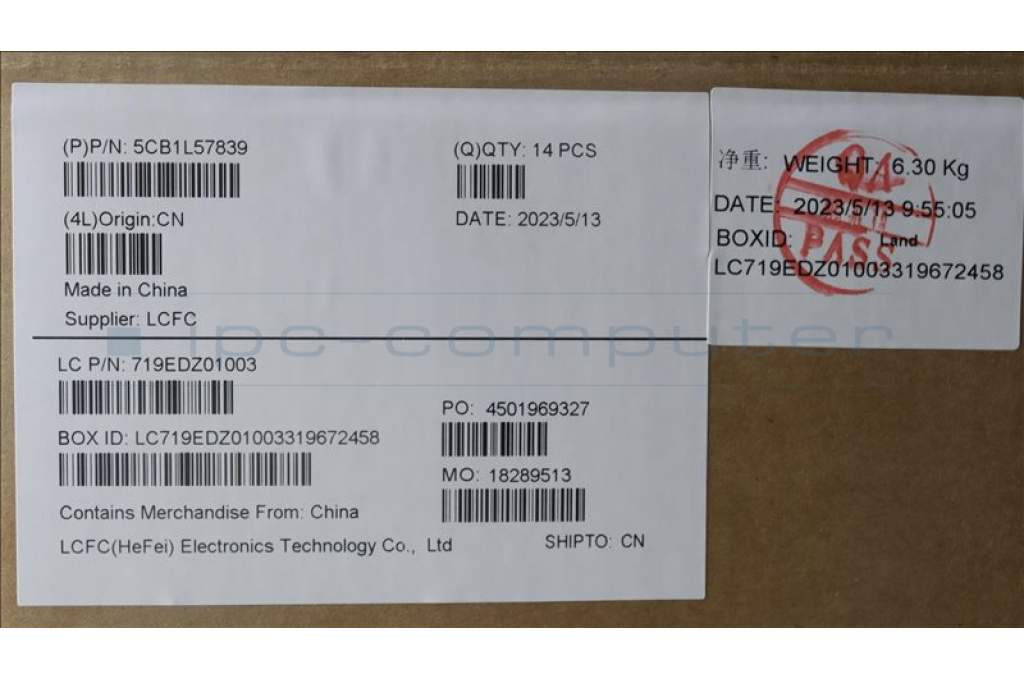 (P)P/N: 5CB1L57839
(Q)QTY: 14 PCS
(4L)Origin:CN
DATE: 2023/5/13
Made in China
Supplier: LCFC
LC P/N: 719EDZ01003
PO: 4501969327
BOX ID: LC719EDZ01003319672458
MO: 18289513
Contains Merchandise From: China
LCFC(HeFei) Electronics Technology Co., Ltd
SHIPTO: CN
净重: WEIGHT: 6.30 Kg
DATE: 2023/5/13 9:55:05
BOXID: Land
LC719EDZ01003319672458
QA
PASS
ipc-computer